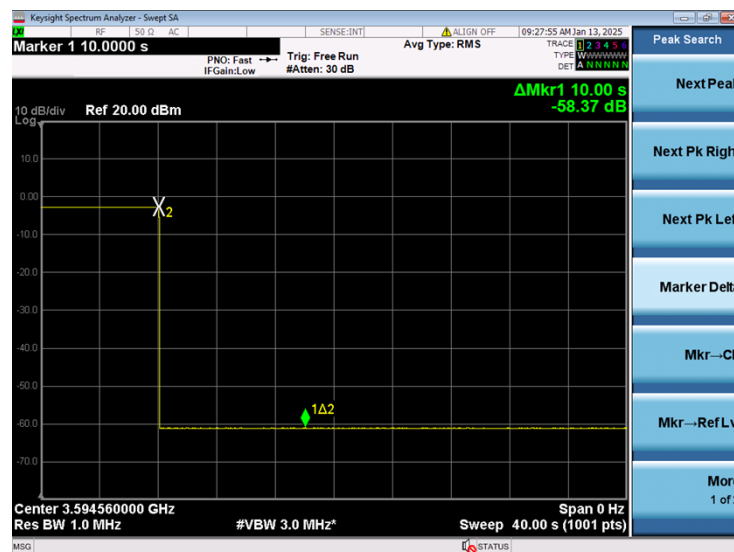 Keysight Spectrum Analyzer - Swept SA
LXI RF 50 Ω AC SENSE:INT ALIGN OFF 09:27:55 AM Jan 13, 2025
Marker 1 10.0000 s
PNO: Fast
IFGain:Low
Trig: Free Run
#Atten: 30 dB
Avg Type: RMS
TRACE 1 2 3 4 5 6
TYPE WWWWWW
DET A N N N N N
ΔMkr1 10.00 s
-58.37 dB
10 dB/div Ref 20.00 dBm
Log
10.0
0.00
-10.0
-20.0
-30.0
-40.0
-50.0
-60.0
-70.0
2
1Δ2
Center 3.594560000 GHz Span 0 Hz
Res BW 1.0 MHz #VBW 3.0 MHz* Sweep 40.00 s (1001 pts)
MSG STATUS
Peak Search
Next Pea
Next Pk Righ
Next Pk Lef
Marker Delt
Mkr→C
Mkr→Ref Lv
Mor
1 of